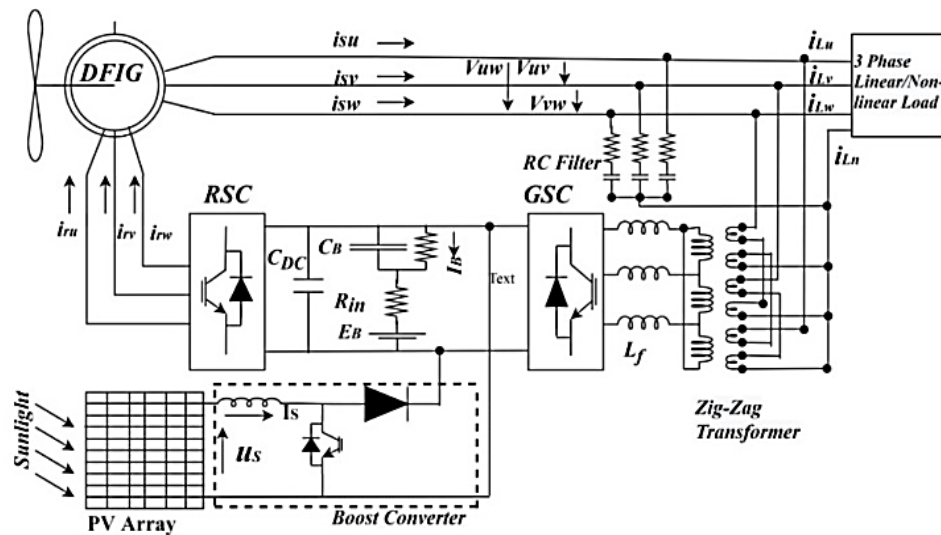 DFIG
isu
isv
isw
Vuw
Vuv
Vvw
iLu
iLv
iLw
iLn
3 Phase
Linear/Non-
linear Load
RC Filter
RSC
GSC
iru
irv
irw
CDC
CB
IB
Text
Rin
EB
Lf
Zig-Zag
Transformer
Sunlight
Is
us
PV Array
Boost Converter